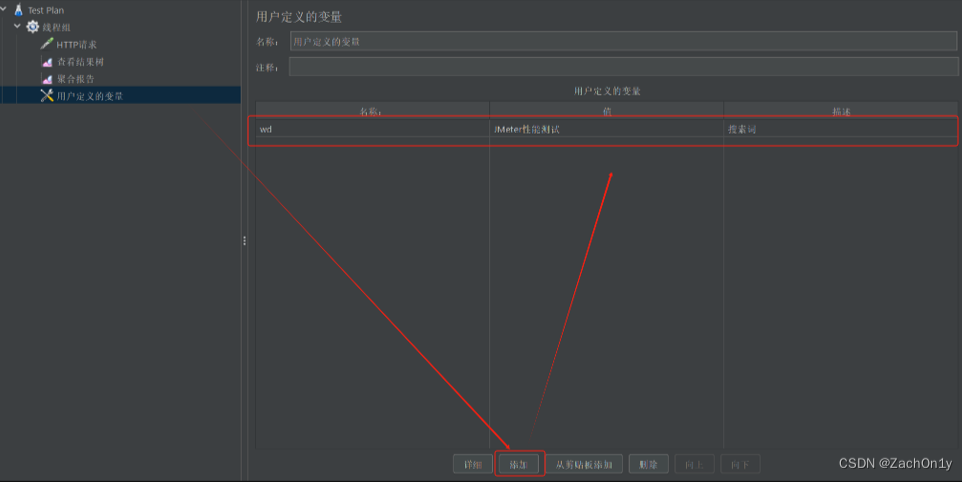 Test Plan
线程组
HTTP请求
查看结果树
聚合报告
用户定义的变量
用户定义的变量
名称: 用户定义的变量
注释:
用户定义的变量
名称: 值 描述
wd JMeter性能测试 搜素词
详细 添加 从剪贴板添加 删除 向上 向下
CSDN @ZachOn1y